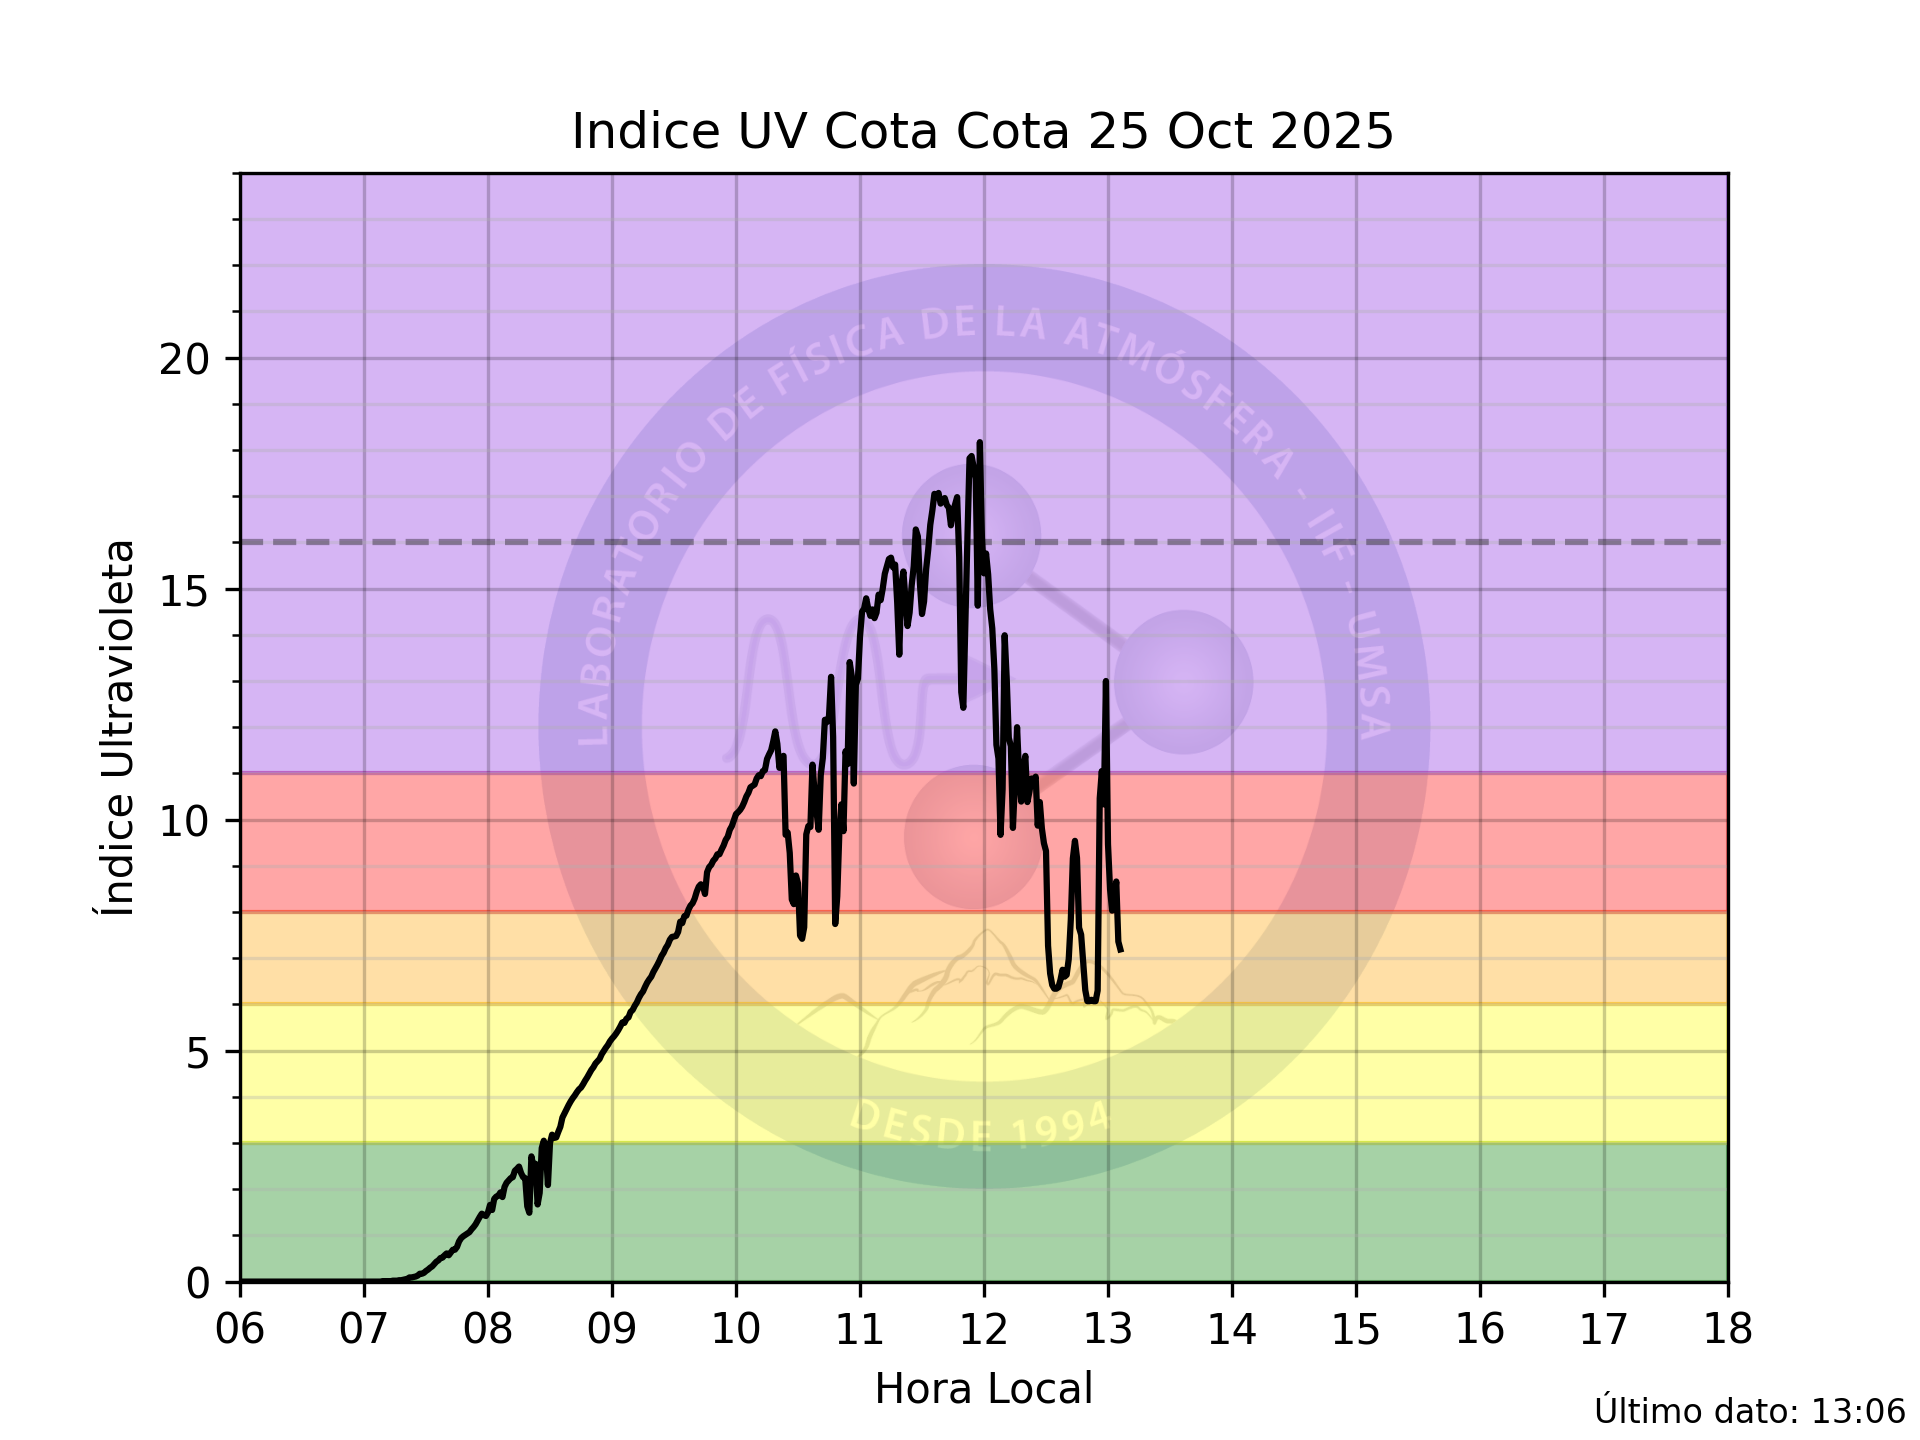 Indice UV Cota Cota 25 Oct 2025
Índice Ultravioleta
20
15
10
5
0
LABORATORIO DE FÍSICA DE LA ATMÓSFERA - IIF - UMSA
DESDE 1994
06 07 08 09 10 11 12 13 14 15 16 17 18
Hora Local
Último dato: 13:06